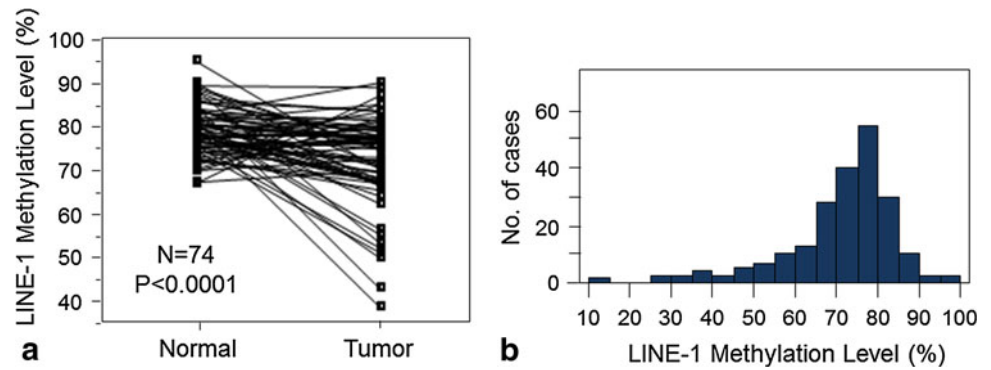 LINE-1 Methylation Level (%)
100
90
80
70
60
50
40
N=74
P<0.0001
Normal
Tumor
a
No. of cases
60
40
20
0
10 20 30 40 50 60 70 80 90 100
LINE-1 Methylation Level (%)
b